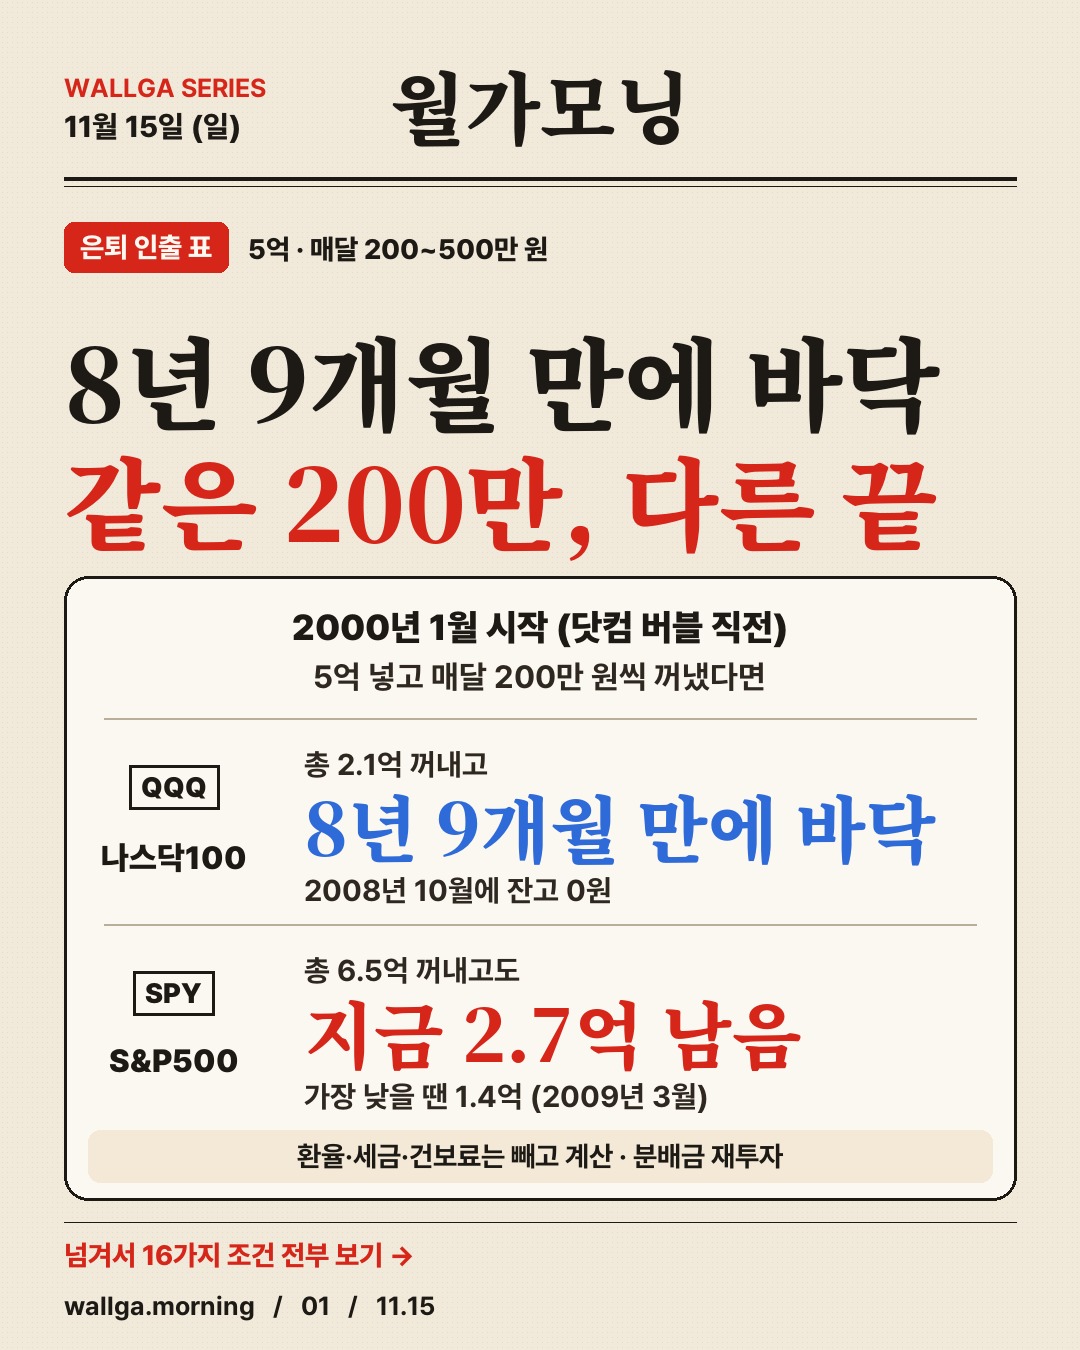 WALLGA SERIES
11월 15일 (일)
월가모닝
은퇴 인출 표
5억 · 매달 200~500만 원
8년 9개월 만에 바닥
같은 200만, 다른 끝
2000년 1월 시작 (닷컴 버블 직전)
5억 넣고 매달 200만 원씩 꺼냈다면
QQQ
나스닥100
총 2.1억 꺼내고
8년 9개월 만에 바닥
2008년 10월에 잔고 0원
SPY
S&P500
총 6.5억 꺼내고도
지금 2.7억 남음
가장 낮을 땐 1.4억 (2009년 3월)
환율·세금·건보료는 빼고 계산 · 분배금 재투자
넘겨서 16가지 조건 전부 보기 →
wallga.morning / 01 / 11.15